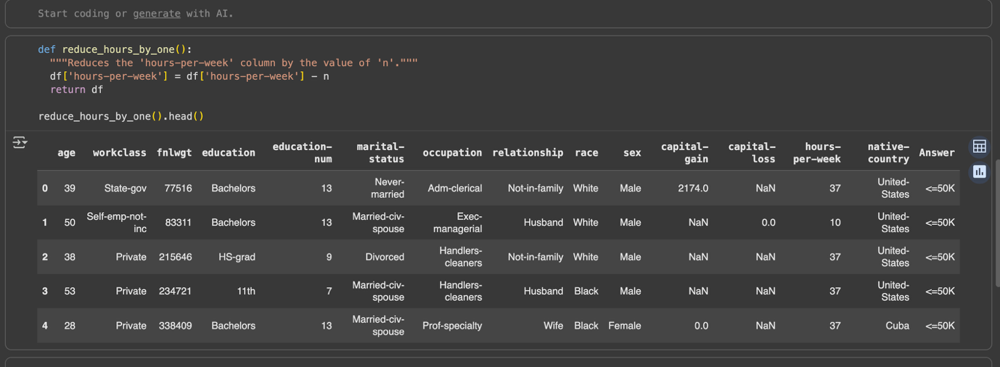 Start coding or generate with AI.
def reduce_hours_by_one():
"""Reduces the 'hours-per-week' column by the value of 'n'."""
df['hours-per-week'] = df['hours-per-week'] - n
return df
reduce_hours_by_one().head()
age workclass fnlwgt education education-num marital-status occupation relationship race sex capital-gain capital-loss hours-per-week native-country Answer
0 39 State-gov 77516 Bachelors 13 Never-married Adm-clerical Not-in-family White Male 2174.0 NaN 37 United-States <=50K
1 50 Self-emp-not-inc 83311 Bachelors 13 Married-civ-spouse Exec-managerial Husband White Male NaN 0.0 10 United-States <=50K
2 38 Private 215646 HS-grad 9 Divorced Handlers-cleaners Not-in-family White Male NaN NaN 37 United-States <=50K
3 53 Private 234721 11th 7 Married-civ-spouse Handlers-cleaners Husband Black Male NaN NaN 37 United-States <=50K
4 28 Private 338409 Bachelors 13 Married-civ-spouse Prof-specialty Wife Black Female 0.0 NaN 37 Cuba <=50K